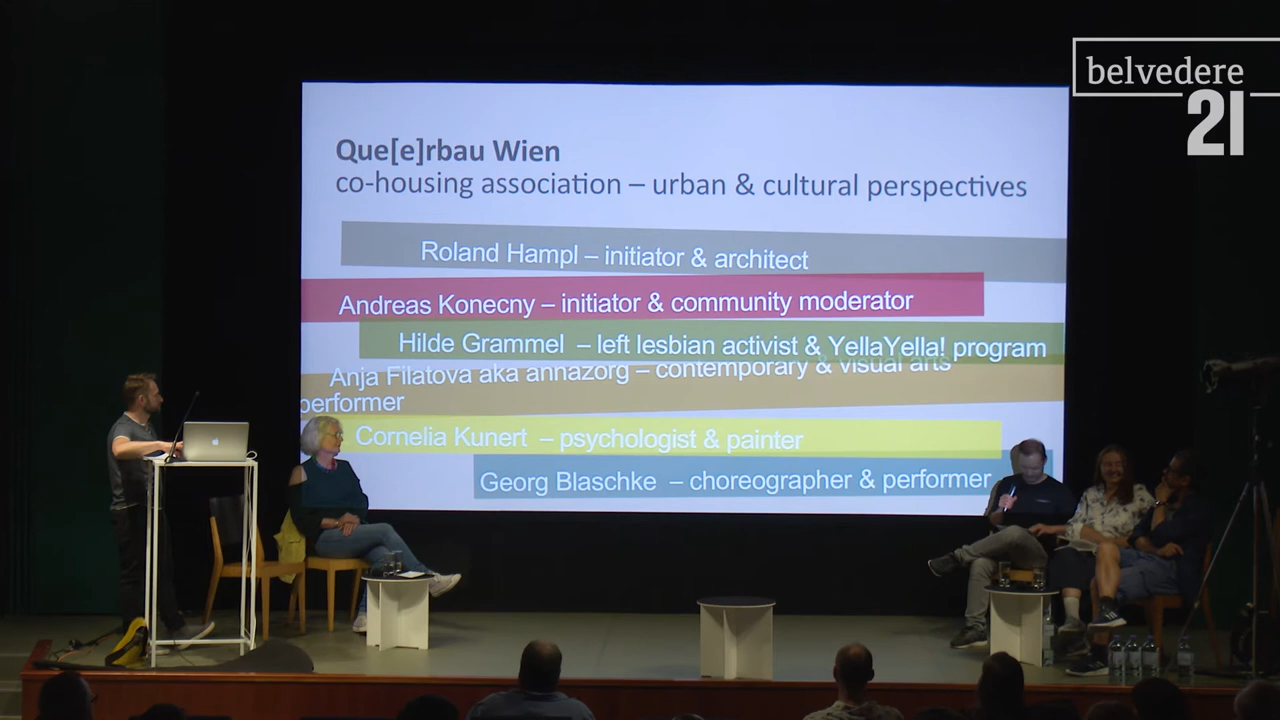 belvedere
21
Que[e]rbau Wien
co-housing association – urban & cultural perspectives
Roland Hampl – initiator & architect
Andreas Konecny – initiator & community moderator
Hilde Grammel – left lesbian activist & YellaYella! program
Anja Filatova aka annazorg – contemporary & visual arts
performer
Cornelia Kunert – psychologist & painter
Georg Blaschke – choreographer & performer